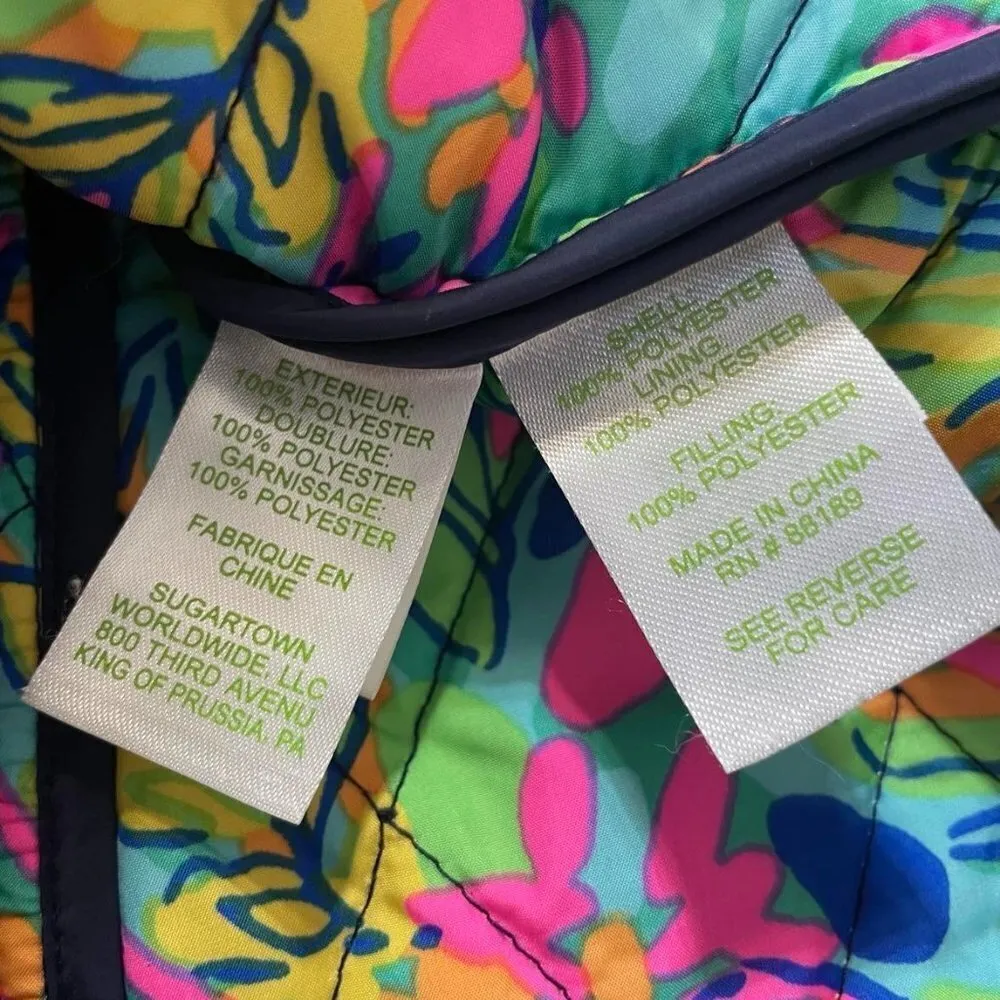 EXTERIEUR:
100% POLYESTER
DOUBLURE:
100% POLYESTER
GARNISSAGE:
100% POLYESTER
FABRIQUE EN
CHINE
SUGARTOWN
WORLDWIDE, LLC
800 THIRD AVENU
KING OF PRUSSIA, PA
SHELL
100% POLYESTER
LINING
100% POLYESTER
FILLING:
100% POLYESTER
MADE IN CHINA
RN # 88189
SEE REVERSE
FOR CARE